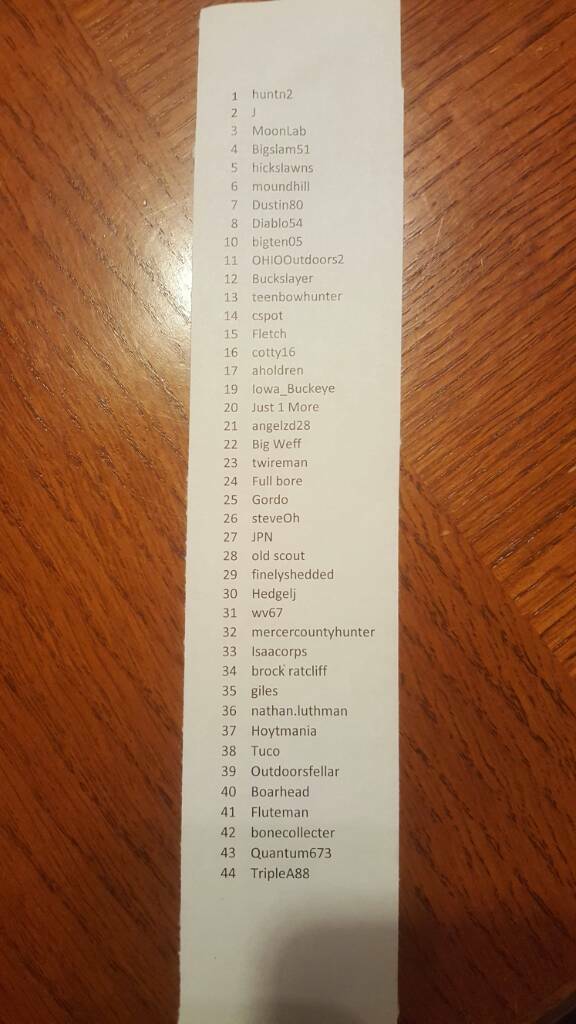 1 huntn2
2 J
3 MoonLab
4 Bigslam51
5 hickslawns
6 moundhill
7 Dustin80
8 Diablo54
10 bigten05
11 OHIOOutdoors2
12 Buckslayer
13 teenbowhunter
14 cspot
15 Fletch
16 cotty16
17 aholdren
19 Iowa_Buckeye
20 Just 1 More
21 angelzd28
22 Big Weff
23 twireman
24 Full bore
25 Gordo
26 steveOh
27 JPN
28 old scout
29 finelyshedded
30 Hedgelj
31 wv67
32 mercercountyhunter
33 Isaacorps
34 brock ratcliff
35 giles
36 nathan.luthman
37 Hoytmania
38 Tuco
39 Outdoorsfellar
40 Boarhead
41 Fluteman
42 bonecollecter
43 Quantum673
44 TripleA88